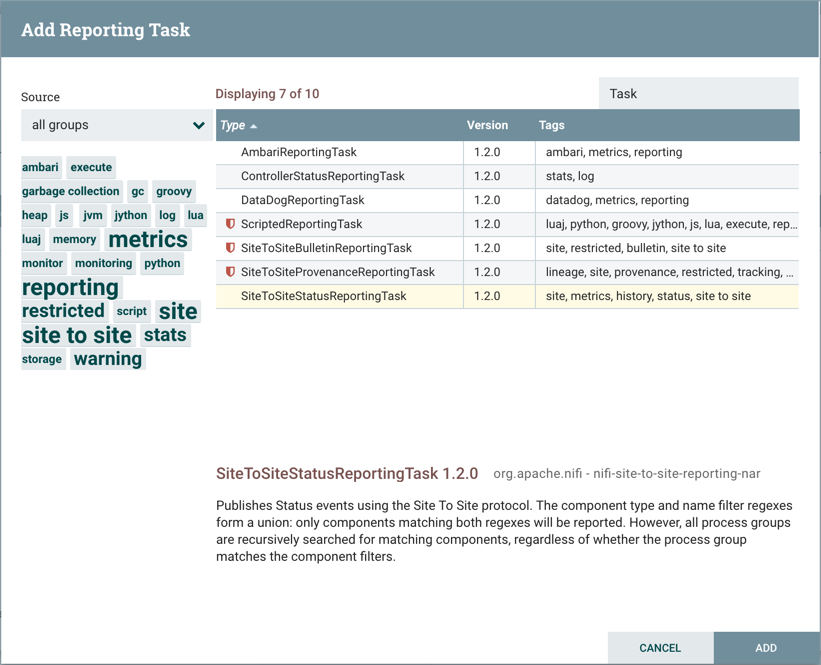 Add Reporting Task
Source
Displaying 7 of 10
Task
all groups
Type Version Tags
ambari execute
garbage collection gc groovy
heap js jvm jython log lua
luaj memory metrics
monitor monitoring python
reporting
restricted script site
site to site stats
storage warning
AmbariReportingTask 1.2.0 ambari, metrics, reporting
ControllerStatusReportingTask 1.2.0 stats, log
DataDogReportingTask 1.2.0 datadog, metrics, reporting
ScriptedReportingTask 1.2.0 luaj, python, groovy, jython, js, lua, execute, rep...
SiteToSiteBulletinReportingTask 1.2.0 site, restricted, bulletin, site to site
SiteToSiteProvenanceReportingTask 1.2.0 lineage, site, provenance, restricted, tracking, ...
SiteToSiteStatusReportingTask 1.2.0 site, metrics, history, status, site to site
SiteToSiteStatusReportingTask 1.2.0 org.apache.nifi - nifi-site-to-site-reporting-nar
Publishes Status events using the Site To Site protocol. The component type and name filter regexes
form a union: only components matching both regexes will be reported. However, all process groups
are recursively searched for matching components, regardless of whether the process group
matches the component filters.
CANCEL ADD